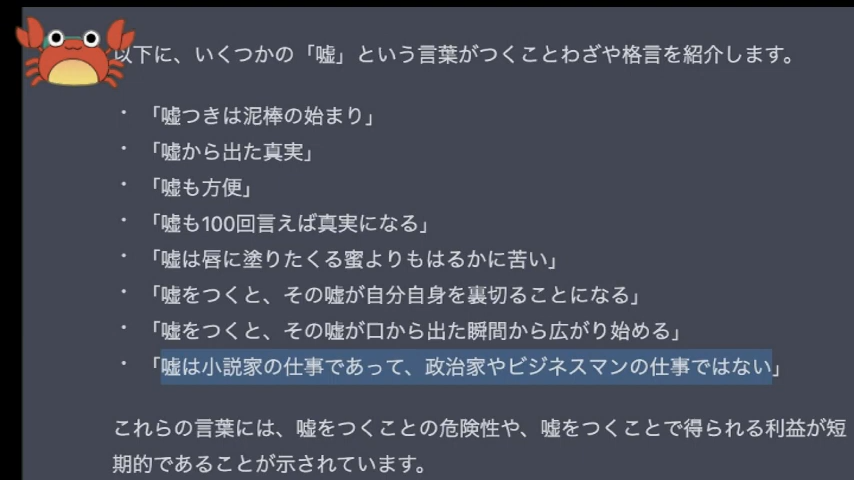 以下に、いくつかの「嘘」という言葉がつくことわざや格言を紹介します。
・「嘘つきは泥棒の始まり」
・「嘘から出た真実」
・「嘘も方便」
・「嘘も100回言えば真実になる」
・「嘘は唇に塗りたくる蜜よりもはるかに苦い」
・「嘘をつくと、その嘘が自分自身を裏切ることになる」
・「嘘をつくと、その嘘が口から出た瞬間から広がり始める」
・「嘘は小説家の仕事であって、政治家やビジネスマンの仕事ではない」
これらの言葉には、嘘をつくことの危険性や、嘘をつくことで得られる利益が短
期的であることが示されています。